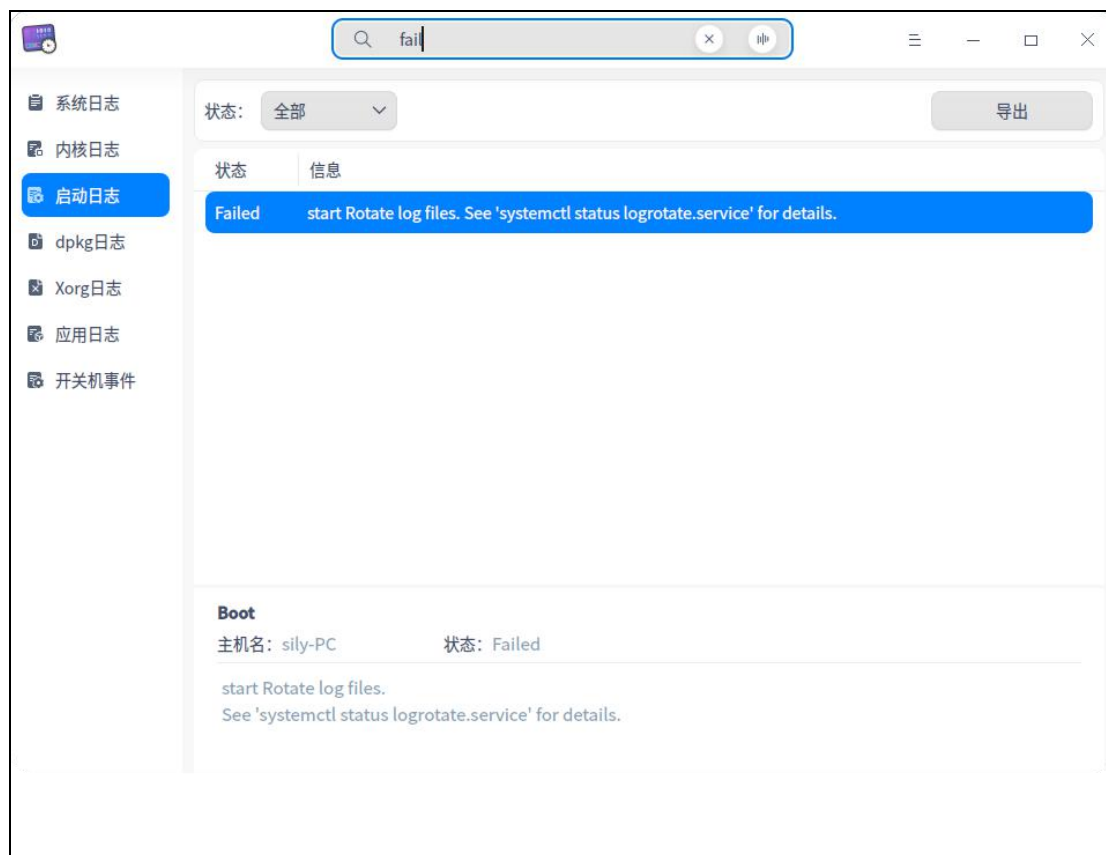 fail
系统日志
内核日志
启动日志
dpkg日志
Xorg日志
应用日志
开关机事件
状态： 全部 导出
状态 信息
Failed start Rotate log files. See 'systemctl status logrotate.service' for details.
Boot
主机名： sily-PC 状态： Failed
start Rotate log files.
See 'systemctl status logrotate.service' for details.